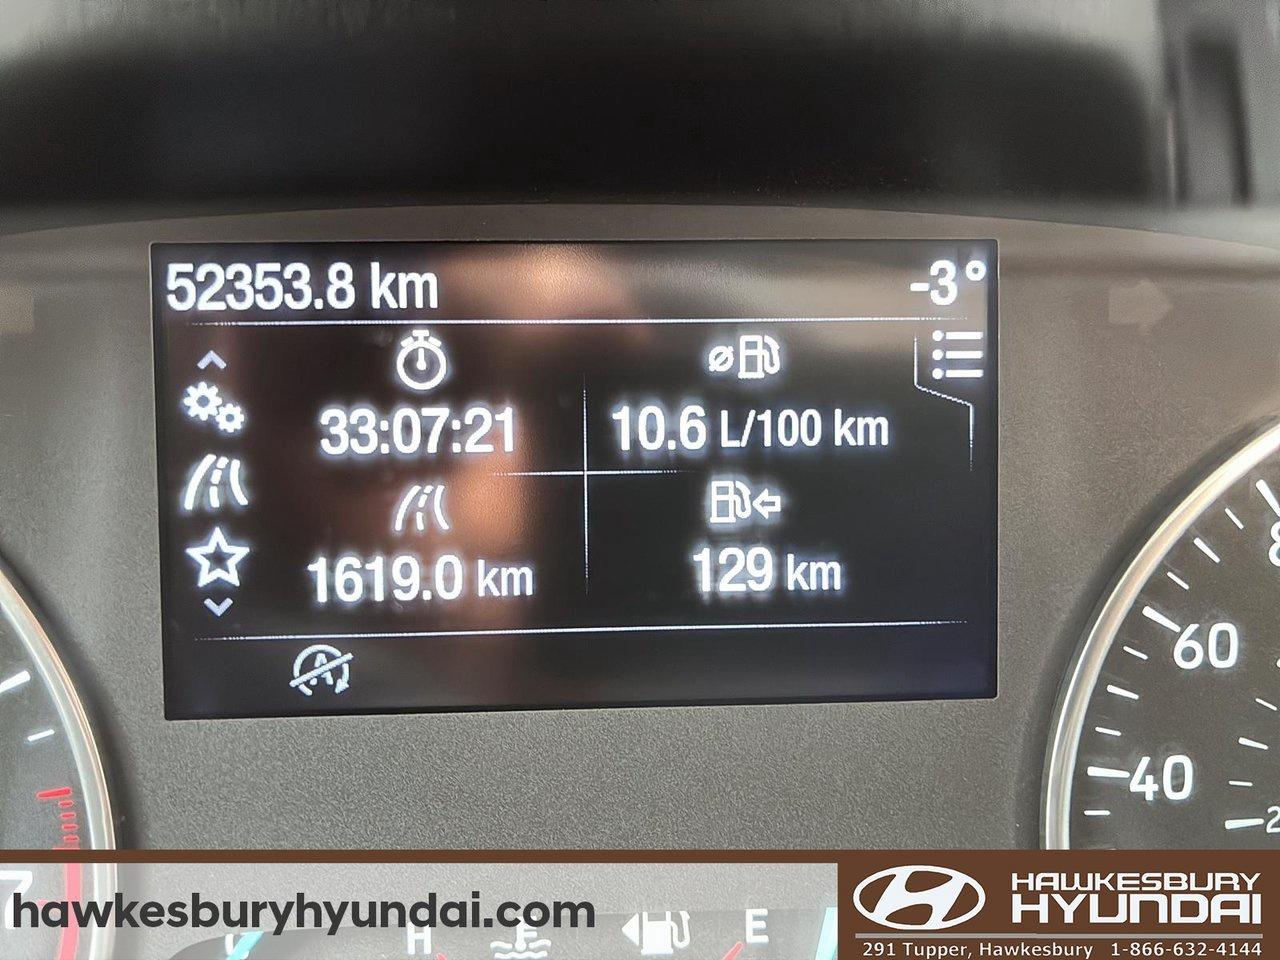 52353.8 km
-3°
33:07:21
10.6 L/100 km
1619.0 km
129 km
A
60
40
7
H
E
hawkesburyhyundai.com
HAWKESBURY
HYUNDAI
291 Tupper, Hawkesbury 1-866-632-4144